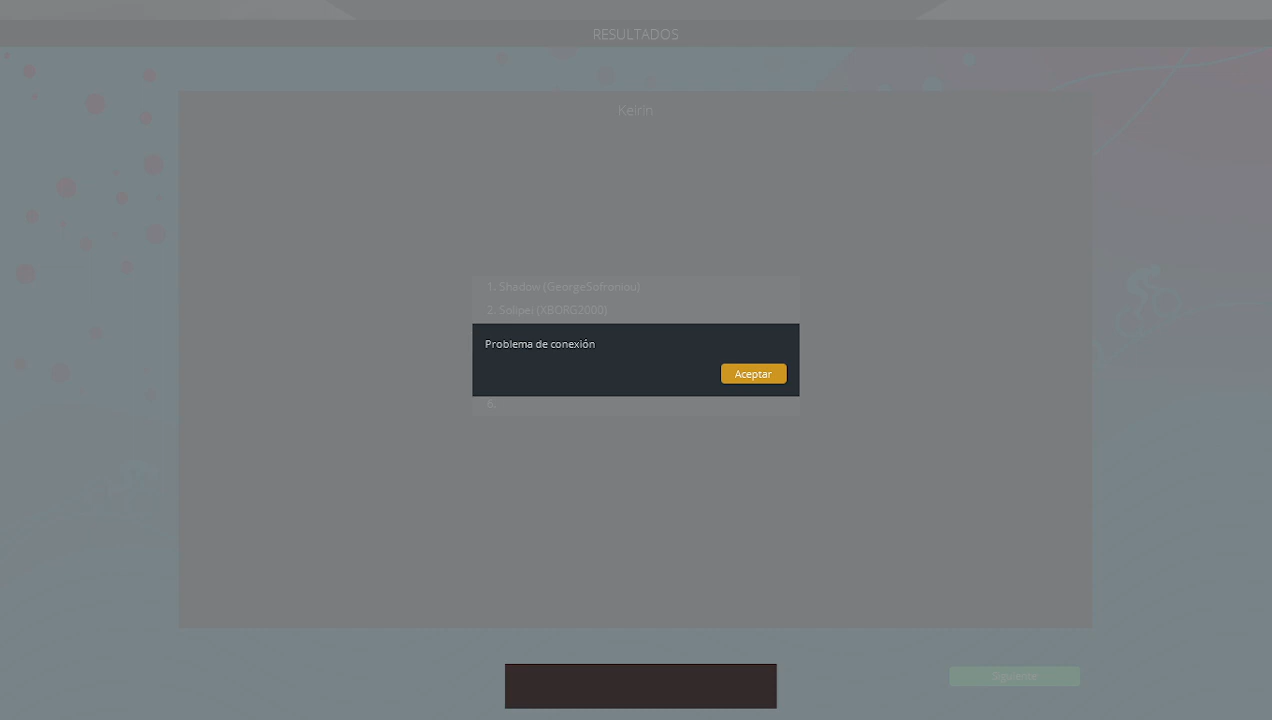 RESULTADOS
Keirin
1. Shadow (GeorgeSofroniou)
2. Solipei (XBORG2000)
Problema de conexión
Aceptar
6.
Siguiente